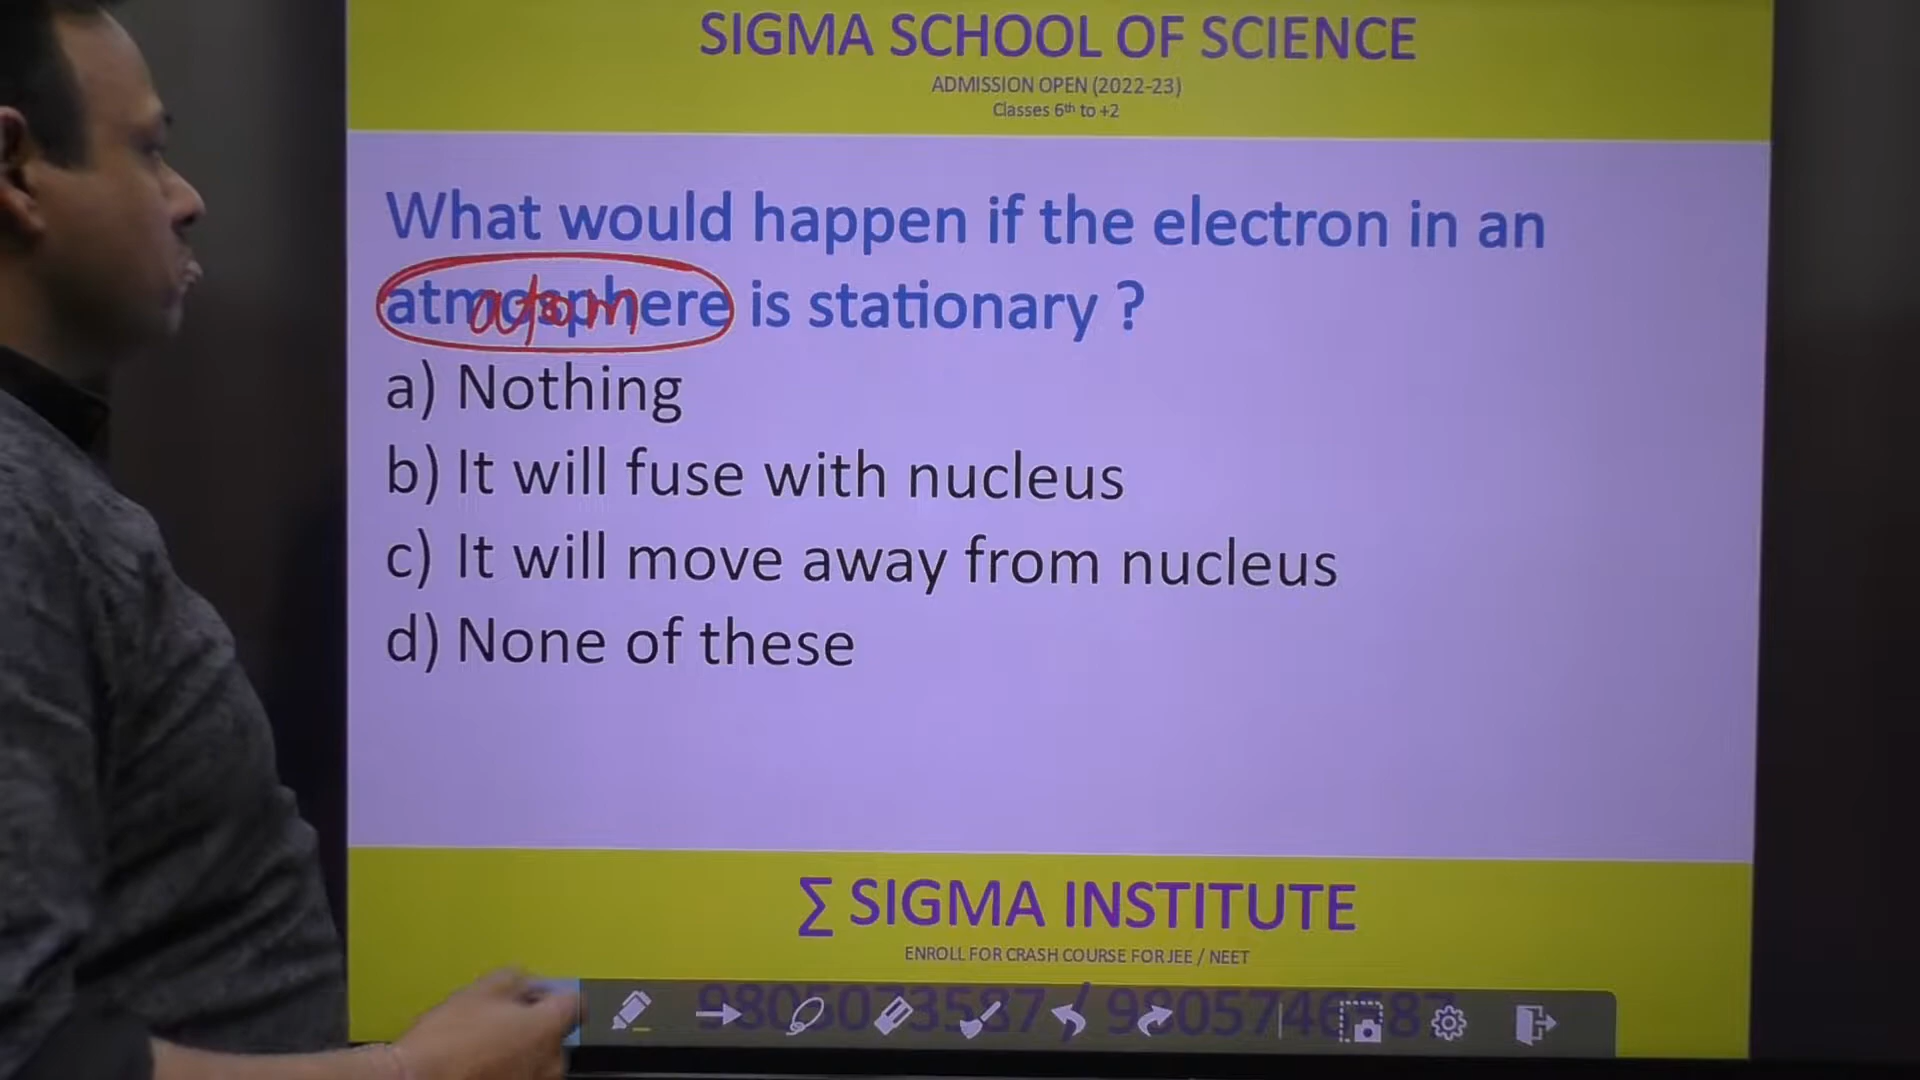 SIGMA SCHOOL OF SCIENCE
ADMISSION OPEN (2022-23)
Classes 6th to +2
What would happen if the electron in an
atmosphere is stationary ?
atom
a) Nothing
b) It will fuse with nucleus
c) It will move away from nucleus
d) None of these
∑ SIGMA INSTITUTE
ENROLL FOR CRASH COURSE FOR JEE / NEET
9805073587 / 9805746587